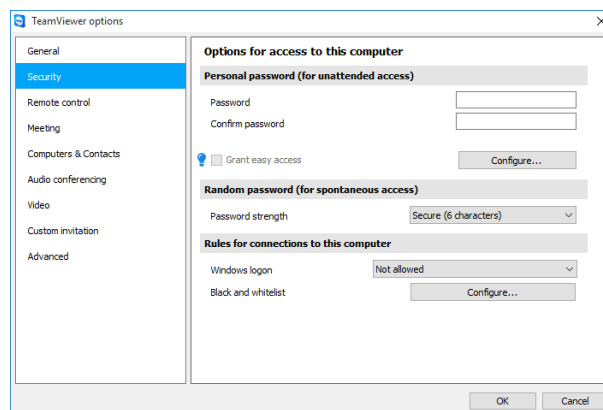 TeamViewer options
General
Security
Remote control
Meeting
Computers & Contacts
Audio conferencing
Video
Custom invitation
Advanced
Options for access to this computer
Personal password (for unattended access)
Password
Confirm password
Grant easy access
Configure...
Random password (for spontaneous access)
Password strength
Secure (6 characters)
Rules for connections to this computer
Windows logon
Not allowed
Black and whitelist
Configure...
OK
Cancel